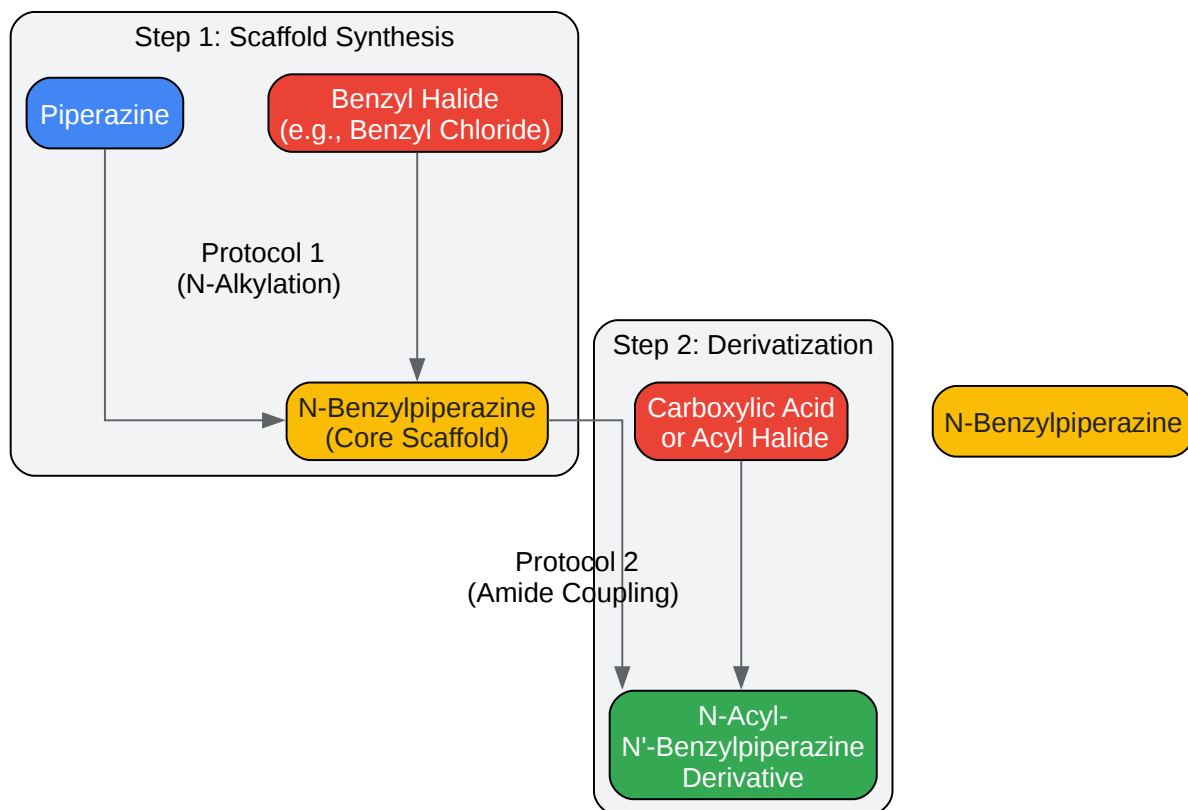 Step 1: Scaffold Synthesis
Piperazine
Benzyl Halide
(e.g., Benzyl Chloride)
Protocol 1
(N-Alkylation)
N-Benzylpiperazine
(Core Scaffold)
Step 2: Derivatization
Carboxylic Acid
or Acyl Halide
N-Benzylpiperazine
Protocol 2
(Amide Coupling)
N-Acyl-
N'-Benzylpiperazine
Derivative